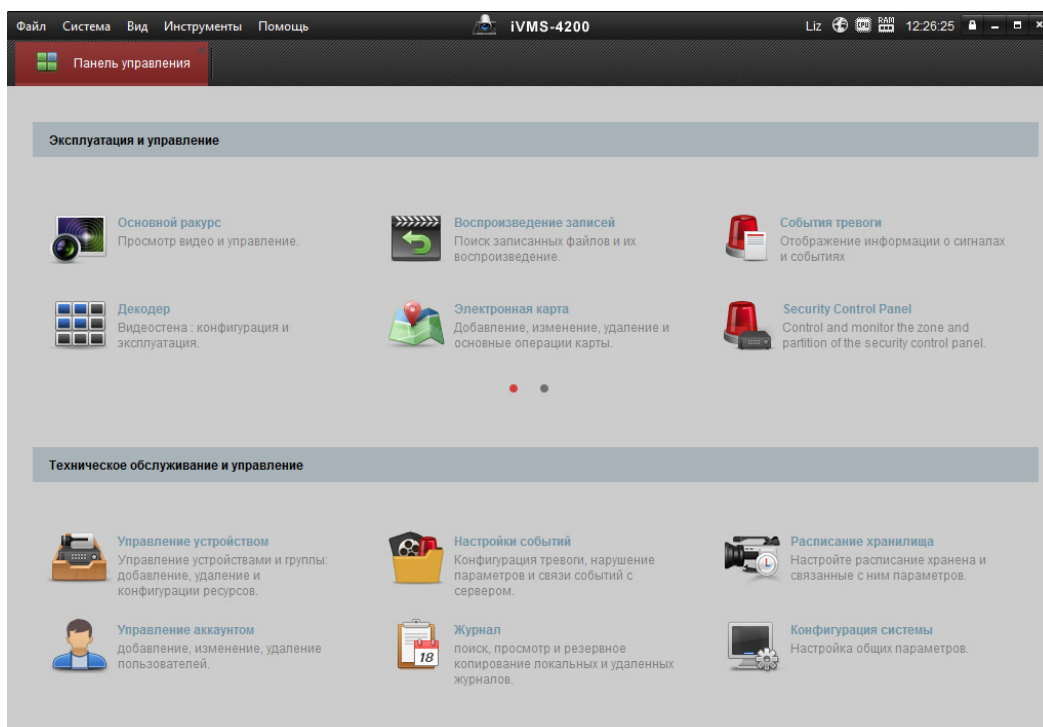 Файл Система Вид Инструменты Помощь iVMS-4200 Liz CPU RAM 12:26:25
Панель управления
Эксплуатация и управление
Основной ракурс
Просмотр видео и управление.
Воспроизведение записей
Поиск записанных файлов и их
воспроизведение.
События тревоги
Отображение информации о сигналах
и событиях
Декодер
Видеостена : конфигурация и
эксплуатация.
Электронная карта
Добавление, изменение, удаление и
основные операции карты.
Security Control Panel
Control and monitor the zone and
partition of the security control panel.
Техническое обслуживание и управление
Управление устройством
Управление устройствами и группы:
добавление, удаление и
конфигурации ресурсов.
Настройки событий
Конфигурация тревоги, нарушение
параметров и связи событий с
сервером.
Расписание хранилища
Настройте расписание хранена и
связанные с ним параметров.
Управление аккаунтом
добавление, изменение, удаление
пользователей.
18
Журнал
поиск, просмотр и резервное
копирование локальных и удаленных
журналов.
Конфигурация системы
Настройка общих параметров.